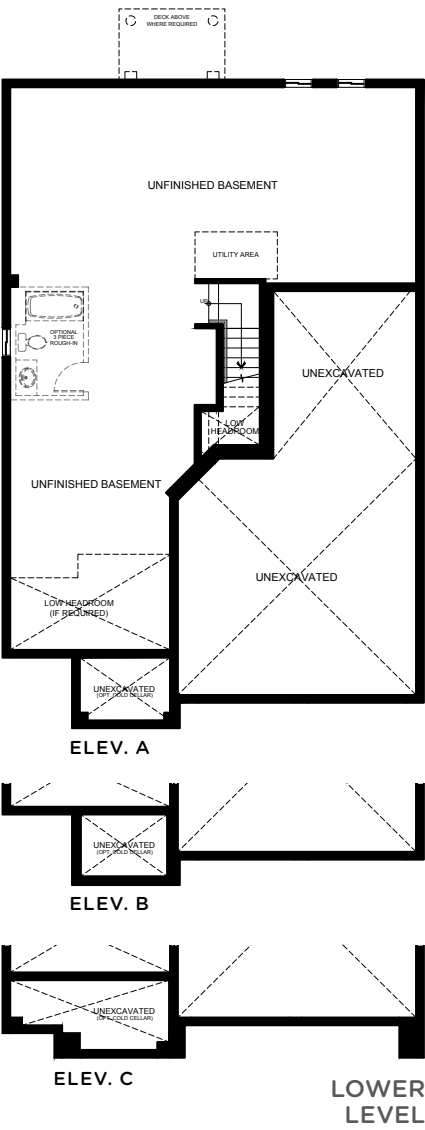 DECK ABOVE
WHERE REQUIRED
UNFINISHED BASEMENT
UTILITY AREA
UP
OPTIONAL
3 PIECE
ROUGH-IN
UNEXCAVATED
LOW
HEADROOM
UNFINISHED BASEMENT
UNEXCAVATED
LOW HEADROOM
(IF REQUIRED)
UNEXCAVATED
(OPT. COLD CELLAR)
ELEV. A
UNEXCAVATED
(OPT. COLD CELLAR)
ELEV. B
UNEXCAVATED
(OPT. COLD CELLAR)
ELEV. C
LOWER
LEVEL